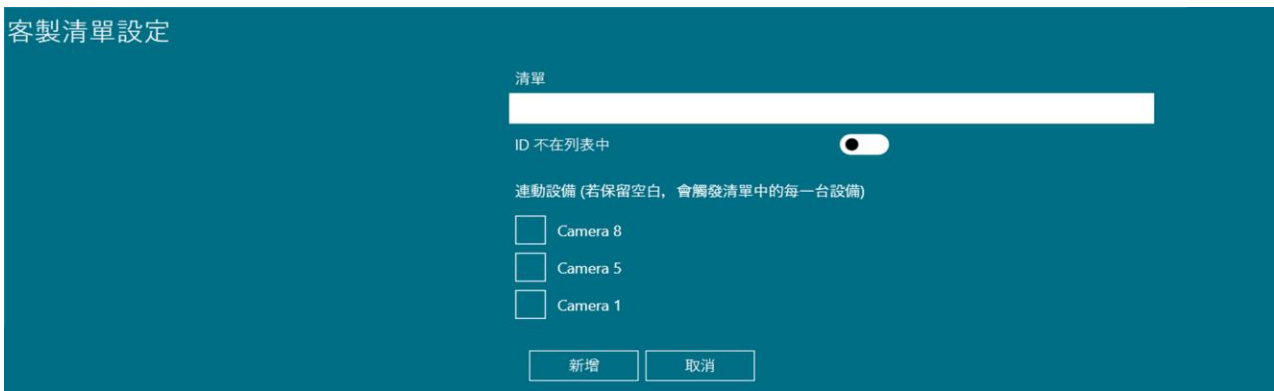 客製清單設定
清單
ID 不在列表中
連動設備 (若保留空白，會觸發清單中的每一台設備)
Camera 8
Camera 5
Camera 1
新增
取消